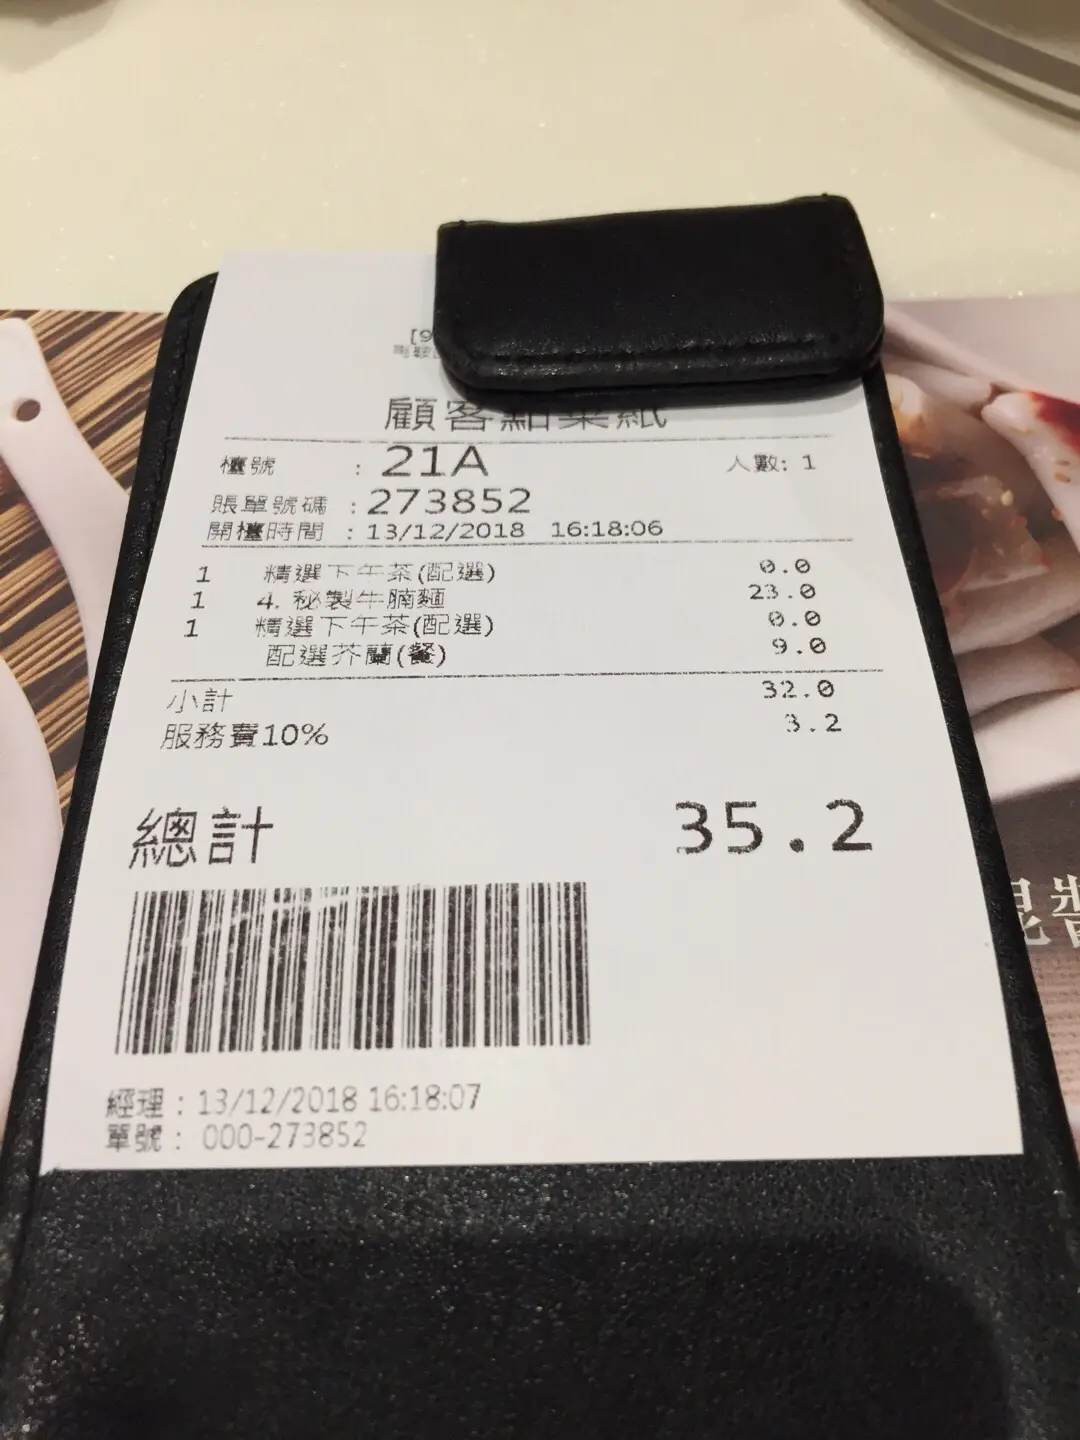 顧客點菜紙
檯號 : 21A 人數: 1
賬單號碼 : 273852
開檯時間 : 13/12/2018 16:18:06
1 精選下午茶(配選) 0.0
1 4. 秘製牛腩麵 23.0
1 精選下午茶(配選) 0.0
配選芥蘭(餐) 9.0
小計 32.0
服務費10% 3.2
總計 35.2
經理 : 13/12/2018 16:18:07
單號 : 000-273852